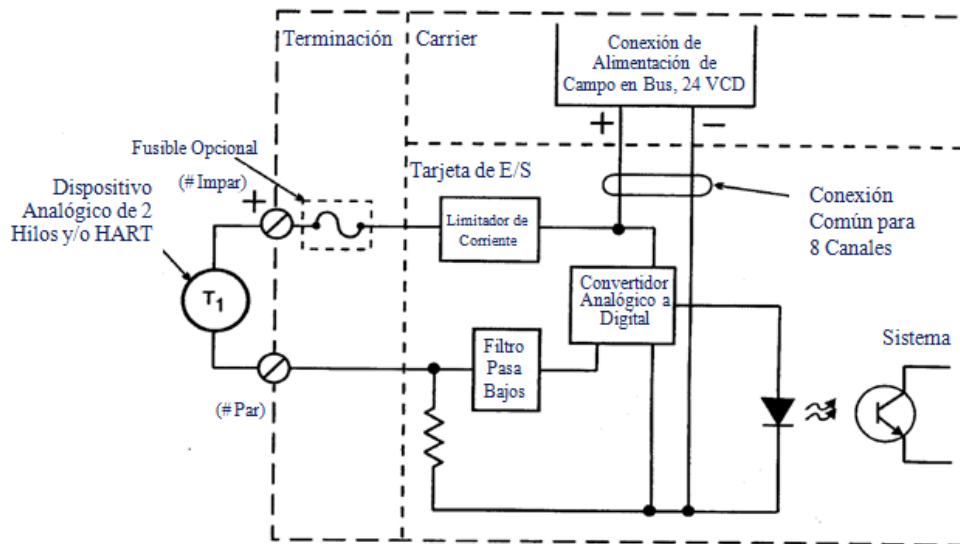 Terminación
Carrier
Conexión de
Alimentación de
Campo en Bus, 24 VCD
+
−
Fusible Opcional
(# Impar)
Tarjeta de E/S
Dispositivo
Analógico de 2
Hilos y/o HART
+
Limitador de
Corriente
Conexión
Común para
8 Canales
T1
Convertidor
Analógico a
Digital
Filtro
Pasa
Bajos
Sistema
(# Par)